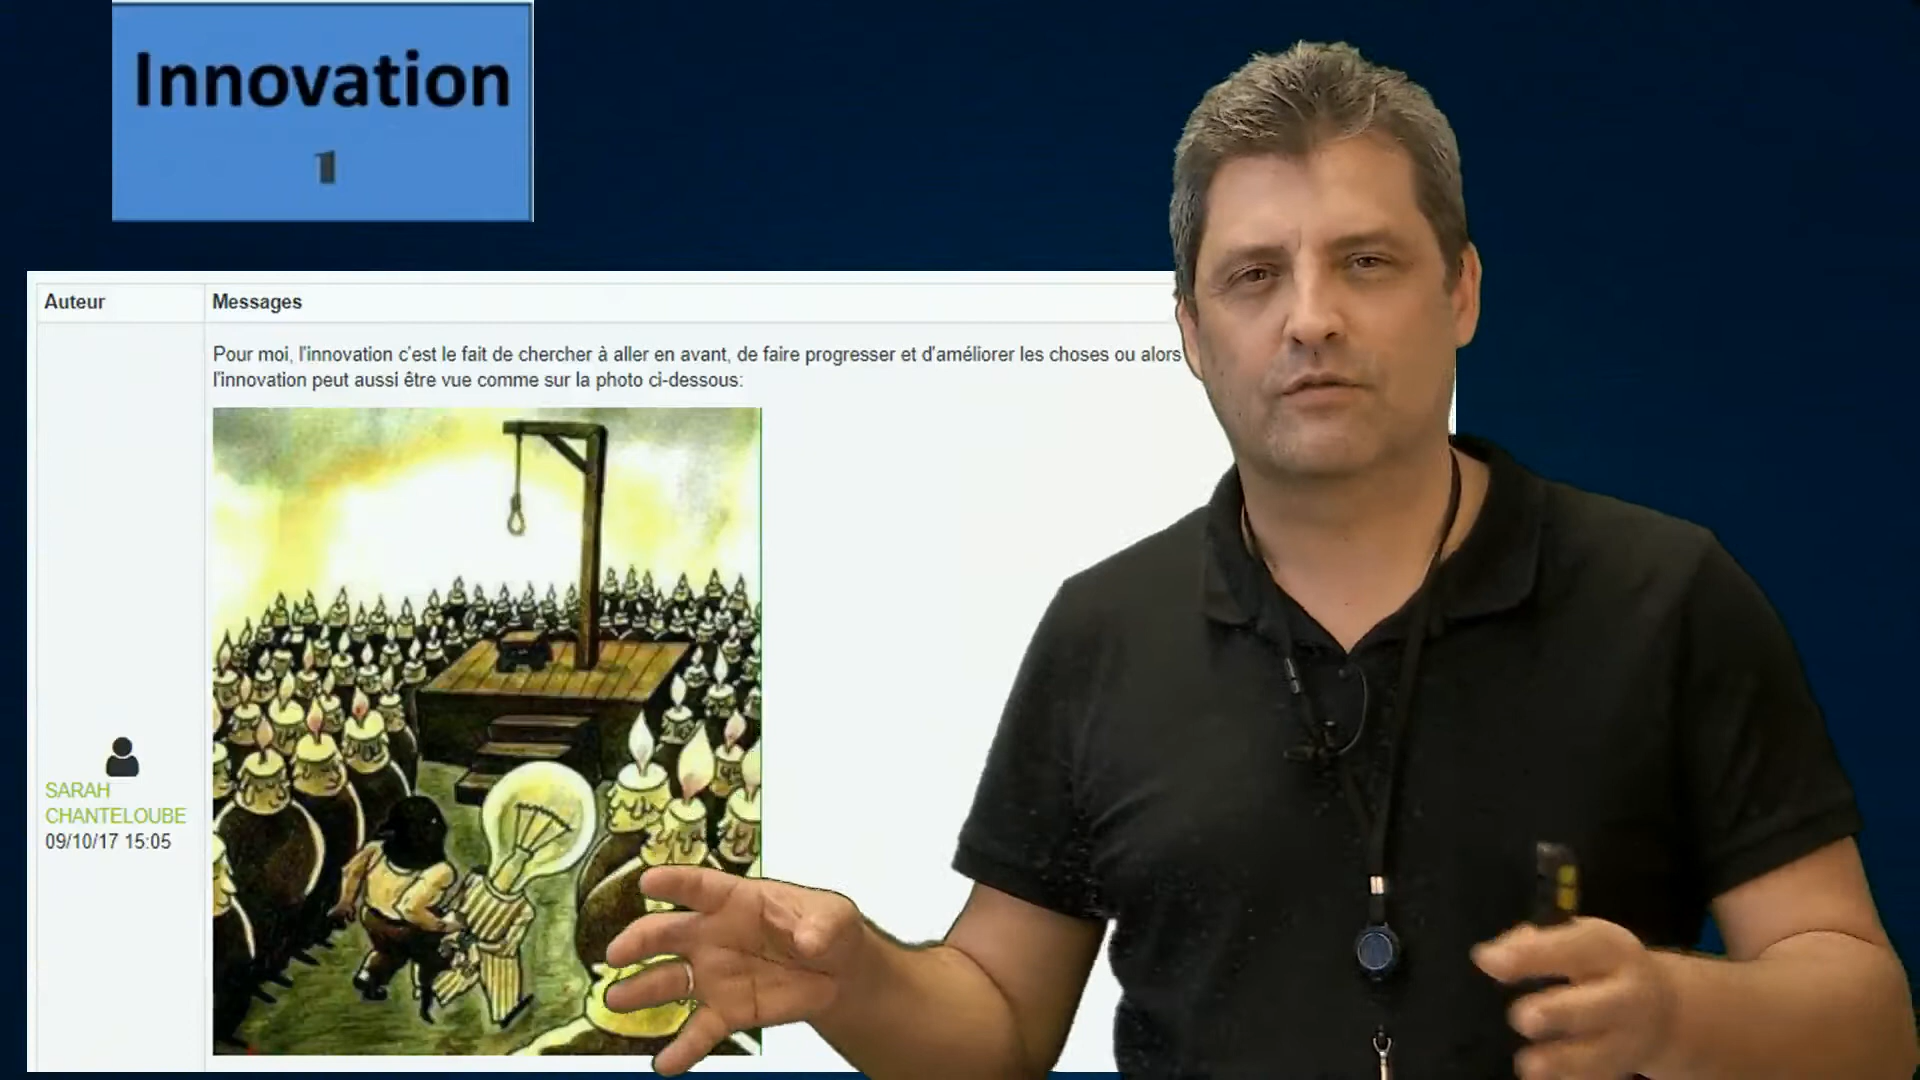 Innovation
1
Auteur
Messages
Pour moi, l'innovation c'est le fait de chercher à aller en avant, de faire progresser et d'améliorer les choses ou alors
l'innovation peut aussi être vue comme sur la photo ci-dessous:
SARAH
CHANTELOUBE
09/10/17 15:05